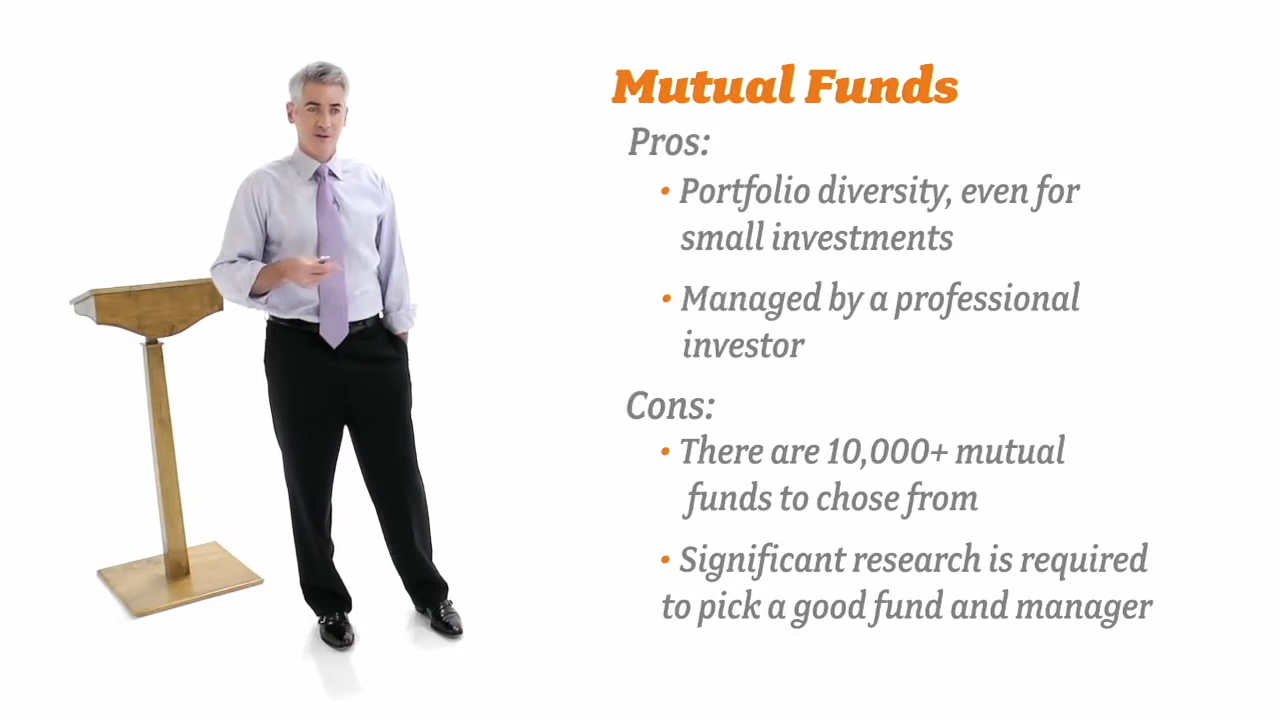 Mutual Funds
Pros:
• Portfolio diversity, even for
small investments
• Managed by a professional
investor
Cons:
• There are 10,000+ mutual
funds to chose from
• Significant research is required
to pick a good fund and manager